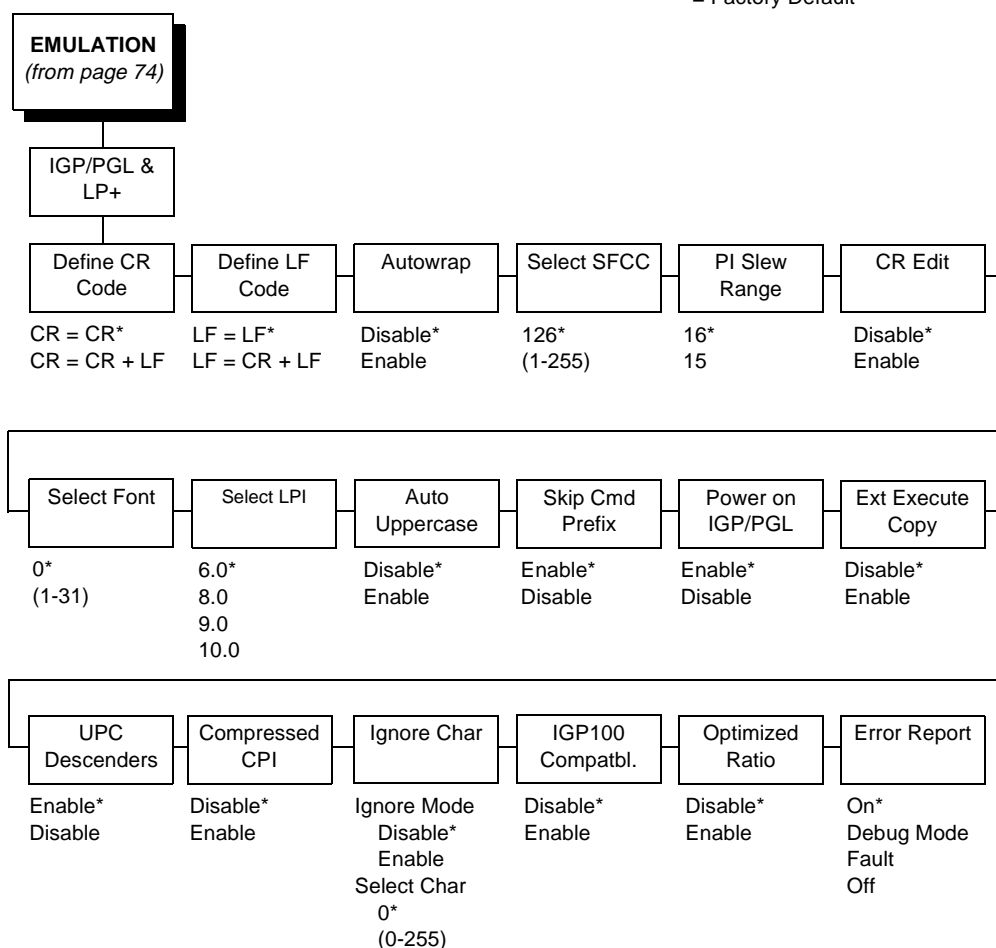 = Factory Default
EMULATION
(from page 74)
IGP/PGL &
LP+
Define CR
Code
CR = CR*
CR = CR + LF
Define LF
Code
LF = LF*
LF = CR + LF
Autowrap
Disable*
Enable
Select SFCC
126*
(1-255)
PI Slew
Range
16*
15
CR Edit
Disable*
Enable
Select Font
0*
(1-31)
Select LPI
6.0*
8.0
9.0
10.0
Auto
Uppercase
Disable*
Enable
Skip Cmd
Prefix
Enable*
Disable
Power on
IGP/PGL
Enable*
Disable
Ext Execute
Copy
Disable*
Enable
UPC
Descenders
Enable*
Disable
Compressed
CPI
Disable*
Enable
Ignore Char
Ignore Mode
Disable*
Enable
Select Char
0*
(0-255)
IGP100
Compatbl.
Disable*
Enable
Optimized
Ratio
Disable*
Enable
Error Report
On*
Debug Mode
Fault
Off